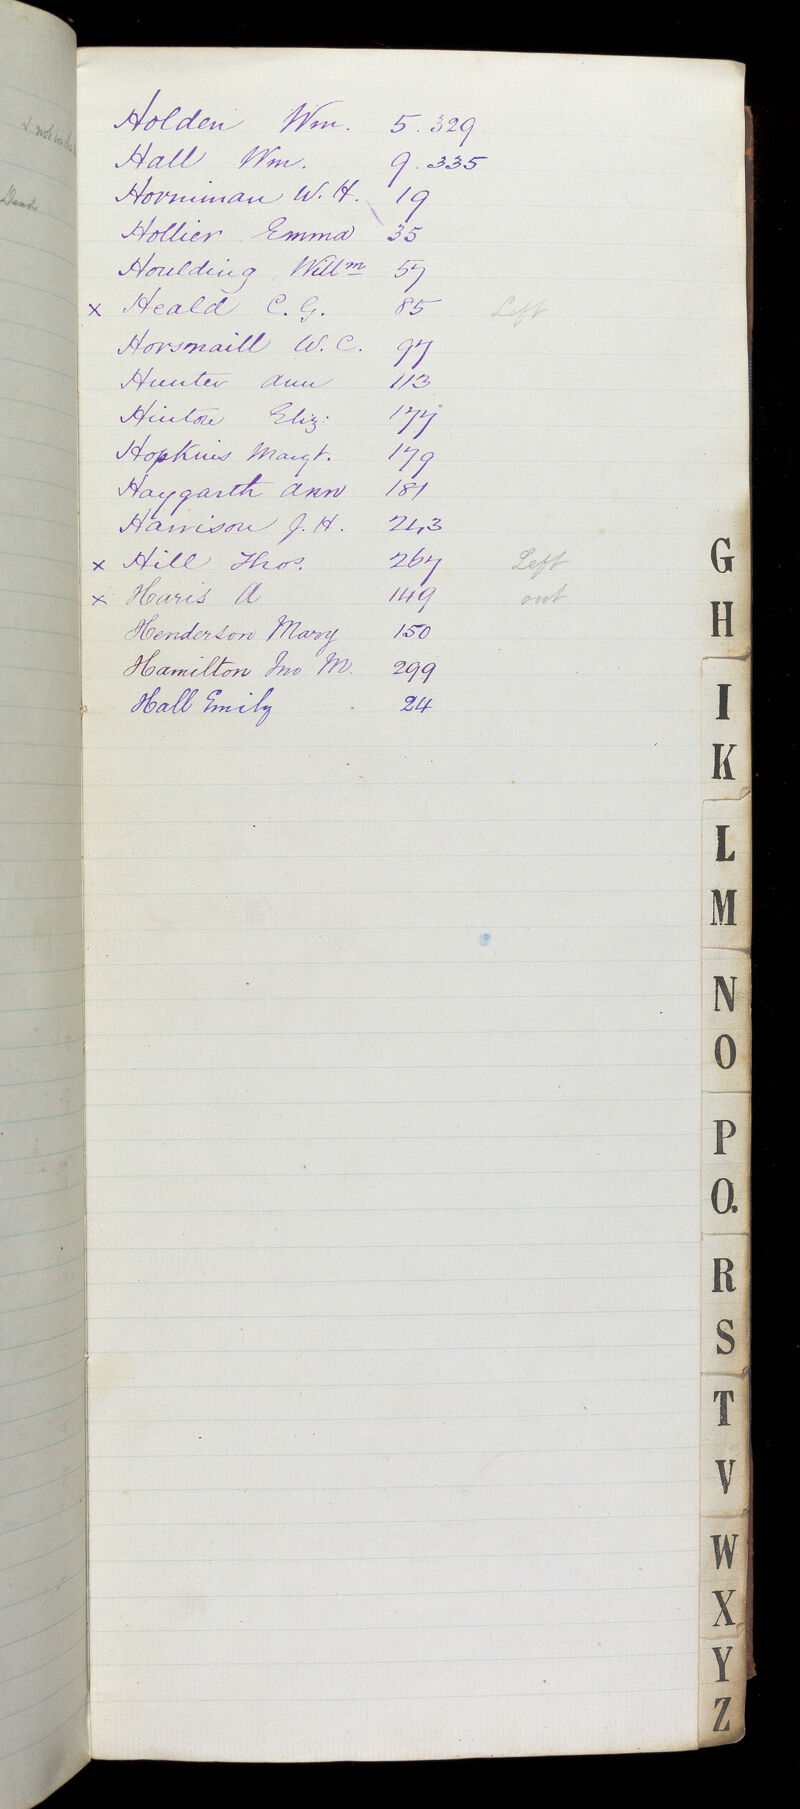 Holden Wm. 5. 329
Hall Wm. 9. 335
Horniman W. H. 19
Hollier Emma 35
Houlding Willm 57
x Heald C. G. 85 Left
Horsnaill W. C. 97
Hunter Ann 113
Hinton Eliz: 177
Hopkins Margt. 179
Haygarth Ann 181
Harrison J. H. 243
x Hill Thos. 267 Left
x Haris A 149 out
Henderson Mary 150
Hamilton Jno M. 299
Hall Emily 24
Dead
G
H
I
K
L
M
N
O
P
Q.
R
S
T
V
W
X
Y
Z